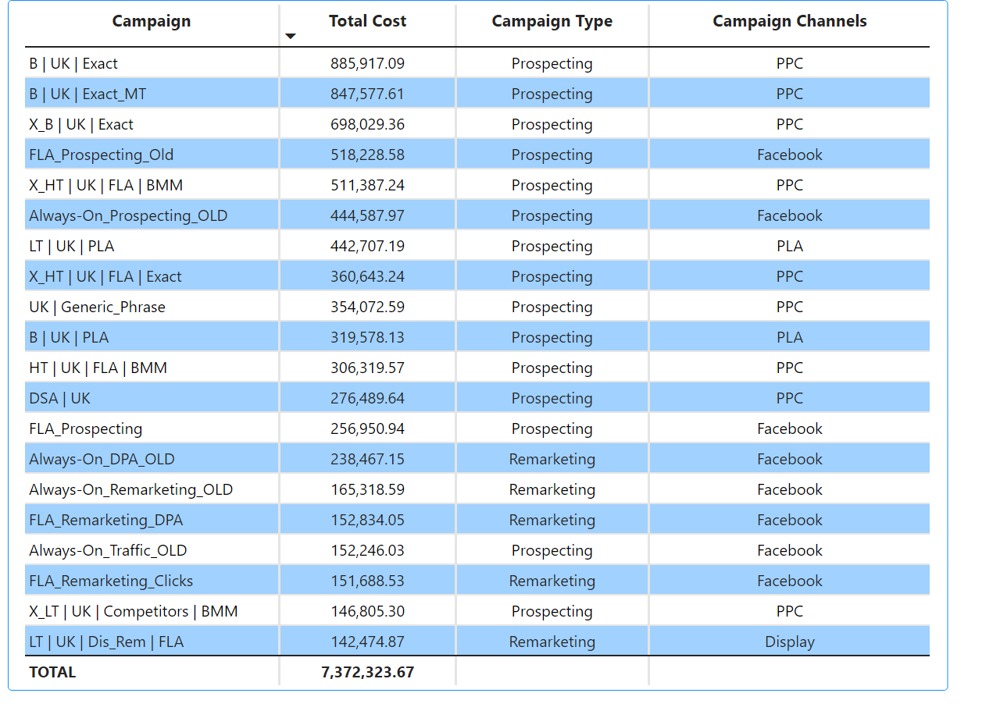 Campaign Total Cost Campaign Type Campaign Channels
B | UK | Exact 885,917.09 Prospecting PPC
B | UK | Exact_MT 847,577.61 Prospecting PPC
X_B | UK | Exact 698,029.36 Prospecting PPC
FLA_Prospecting_Old 518,228.58 Prospecting Facebook
X_HT | UK | FLA | BMM 511,387.24 Prospecting PPC
Always-On_Prospecting_OLD 444,587.97 Prospecting Facebook
LT | UK | PLA 442,707.19 Prospecting PLA
X_HT | UK | FLA | Exact 360,643.24 Prospecting PPC
UK | Generic_Phrase 354,072.59 Prospecting PPC
B | UK | PLA 319,578.13 Prospecting PLA
HT | UK | FLA | BMM 306,319.57 Prospecting PPC
DSA | UK 276,489.64 Prospecting PPC
FLA_Prospecting 256,950.94 Prospecting Facebook
Always-On_DPA_OLD 238,467.15 Remarketing Facebook
Always-On_Remarketing_OLD 165,318.59 Remarketing Facebook
FLA_Remarketing_DPA 152,834.05 Remarketing Facebook
Always-On_Traffic_OLD 152,246.03 Prospecting Facebook
FLA_Remarketing_Clicks 151,688.53 Remarketing Facebook
X_LT | UK | Competitors | BMM 146,805.30 Prospecting PPC
LT | UK | Dis_Rem | FLA 142,474.87 Remarketing Display
TOTAL 7,372,323.67